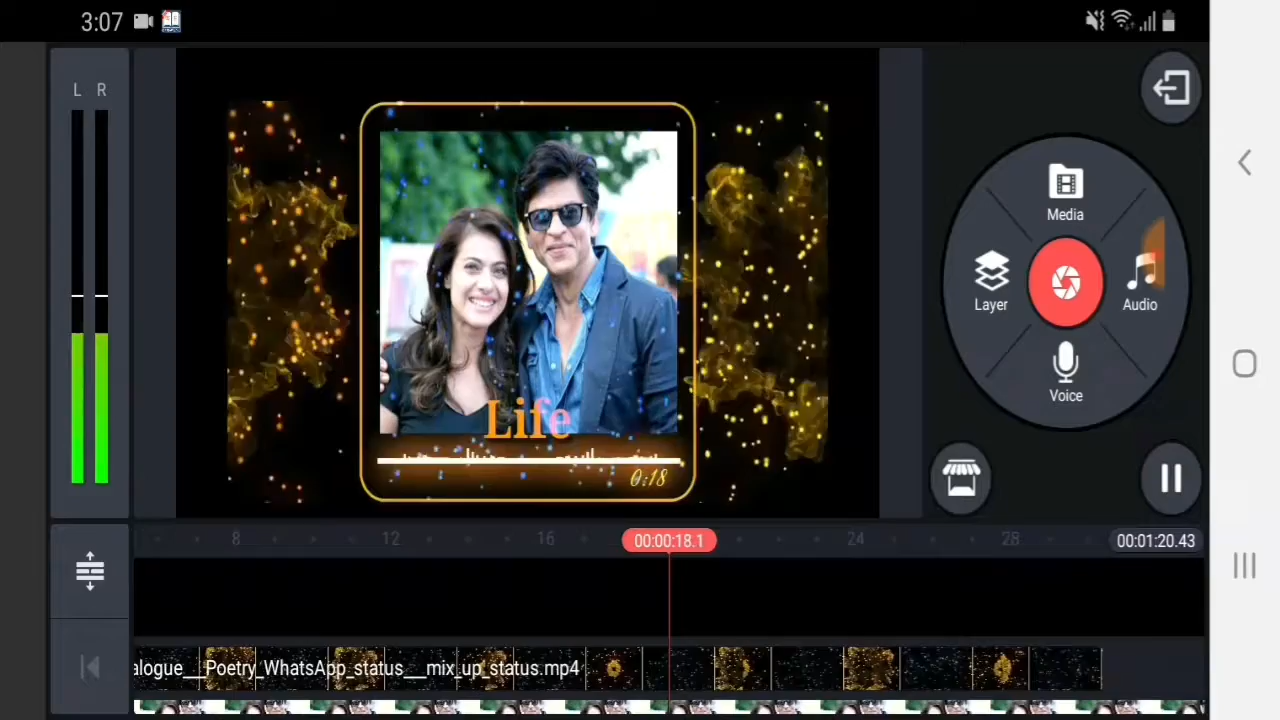 3:07
L R
Media
Layer
Audio
Voice
Life
0:18
8 12 16 00:00:18.1 24 28 00:01:20.43
alogue__Poetry_WhatsApp_status__mix_up_status.mp4